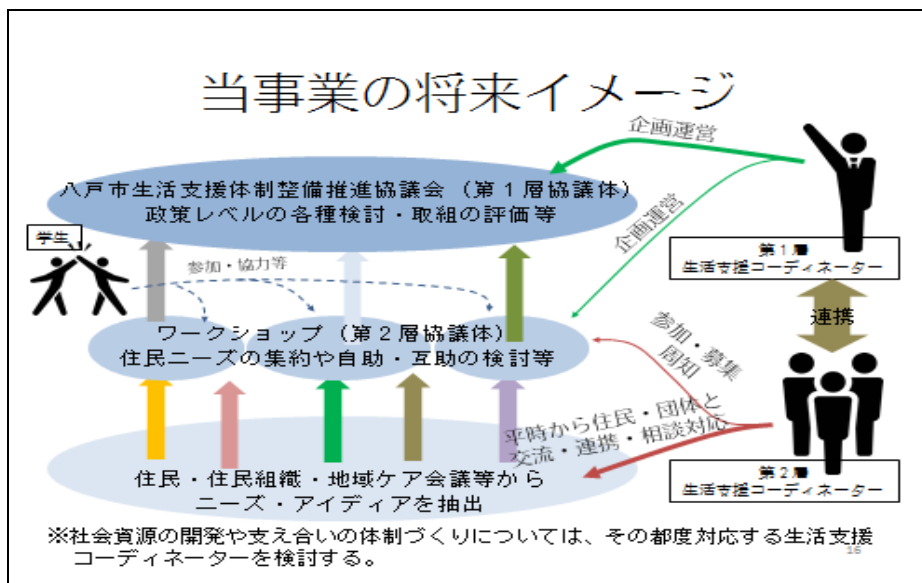 当事業の将来イメージ
企画運営
八戸市生活支援体制整備推進協議会（第１層協議体）
政策レベルの各種検討・取組の評価等
学生
企画運営
第１層
生活支援コーディネーター
参加・協力等
連携
ワークショップ（第２層協議体）
住民ニーズの集約や自助・互助の検討等
参加・募集
周知
平時から住民・団体と
交流・連携・相談対応
住民・住民組織・地域ケア会議等から
ニーズ・アイディアを抽出
第２層
生活支援コーディネーター
※社会資源の開発や支え合いの体制づくりについては、その都度対応する生活支援
コーディネーターを検討する。
16